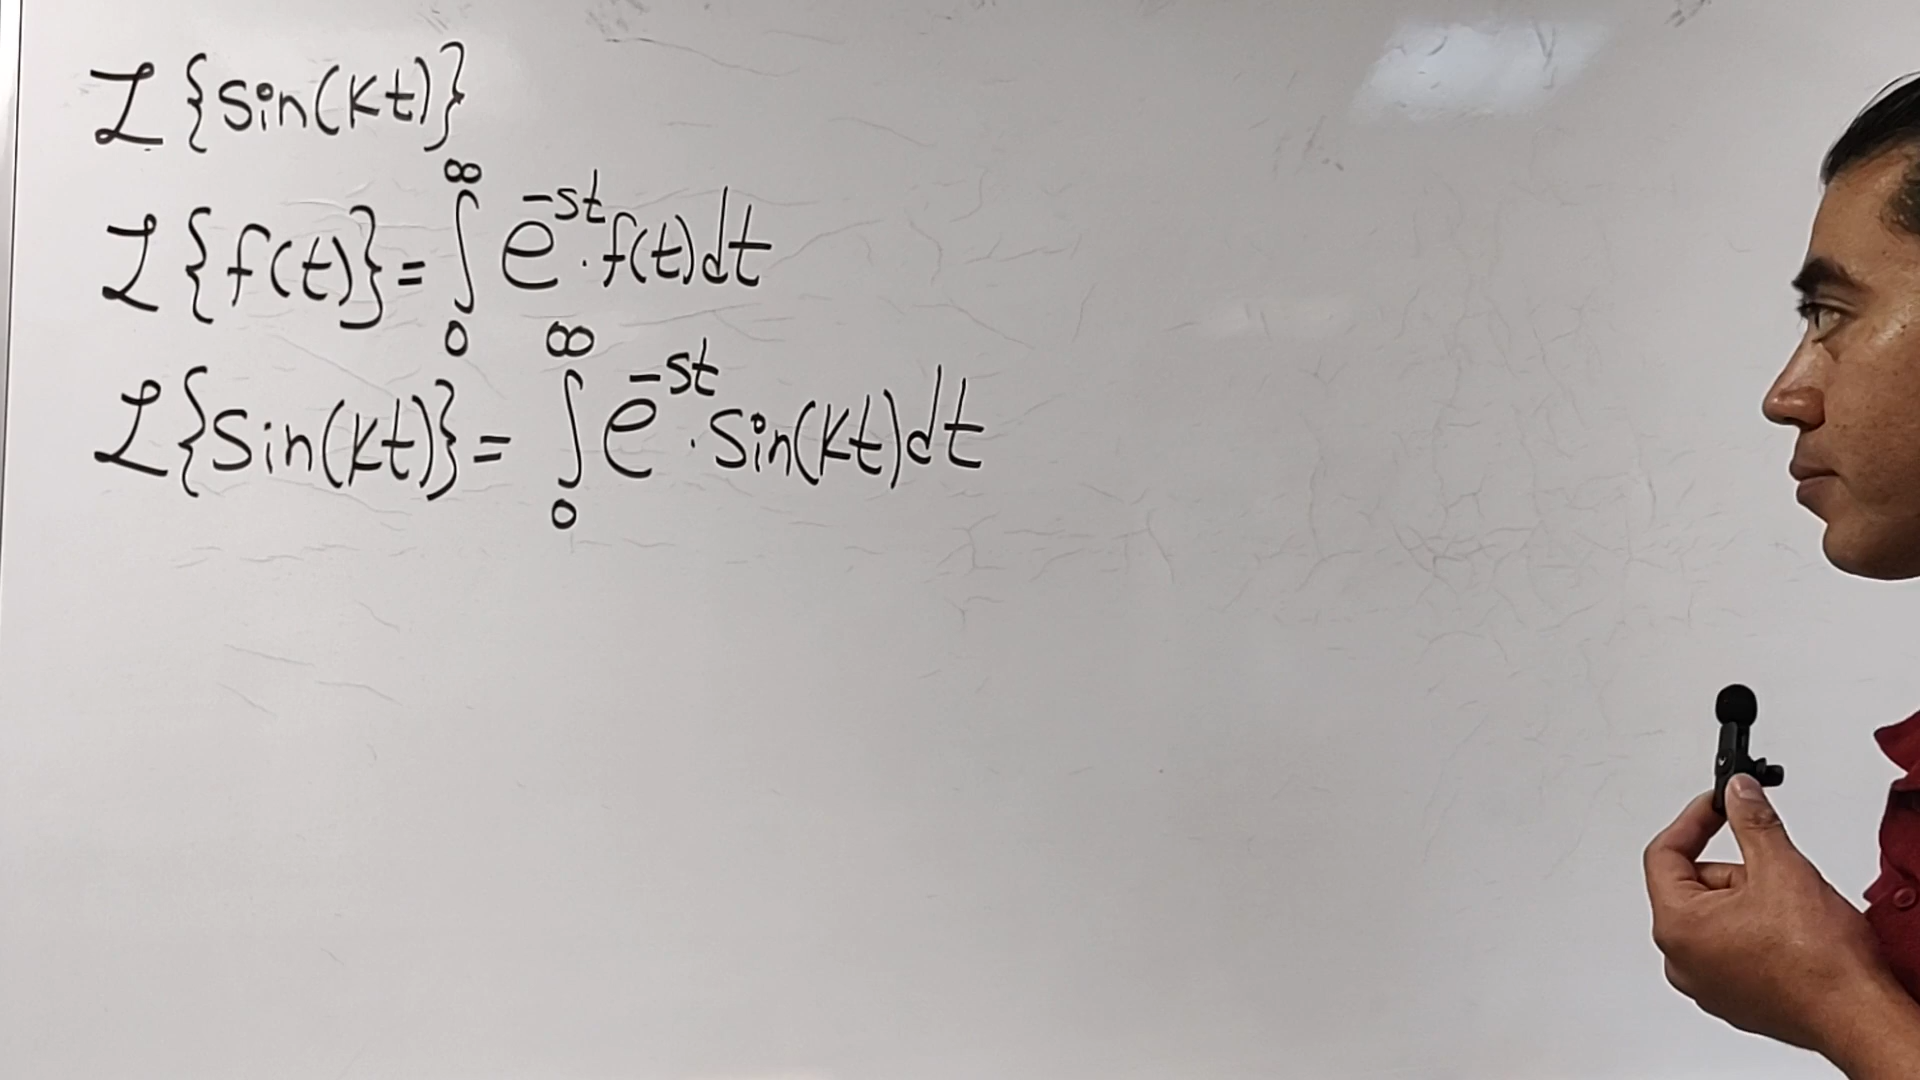 ℒ{sin(kt)}
ℒ{f(t)} = ∫₀^∞ e^{-st}·f(t)dt
ℒ{sin(kt)} = ∫₀^∞ e^{-st}·sin(kt)dt